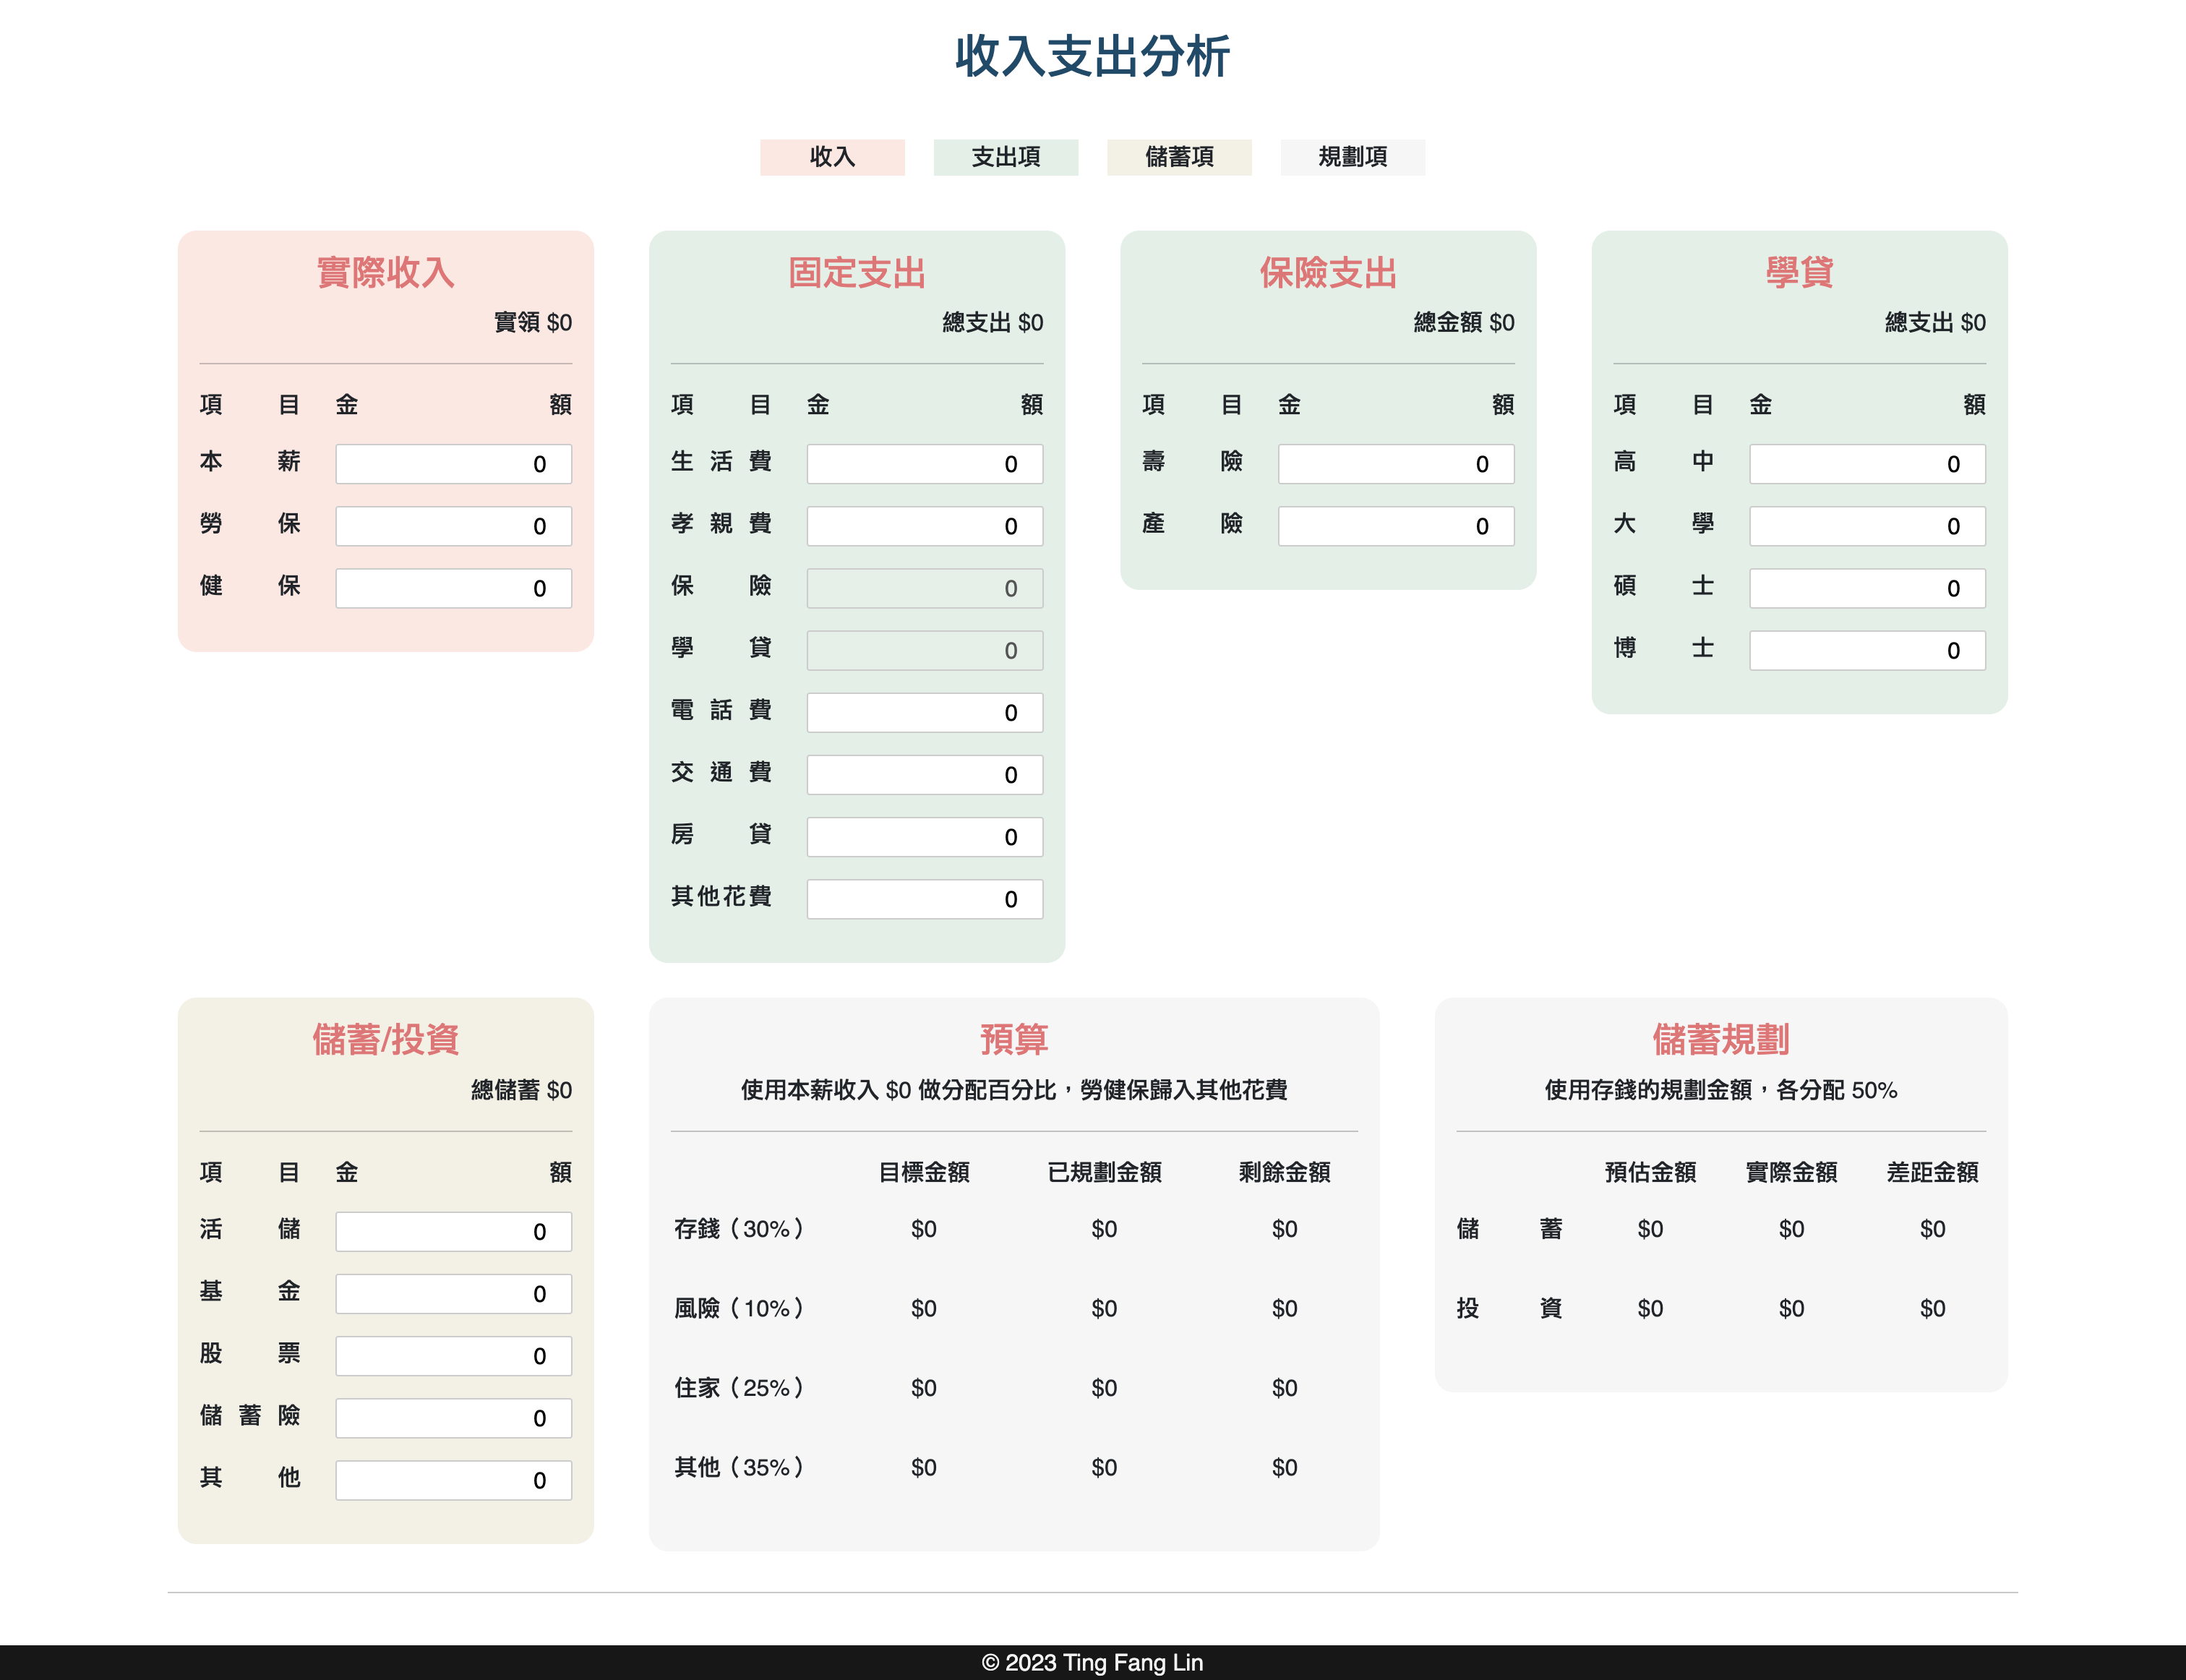 收入支出分析
收入 支出項 儲蓄項 規劃項
實際收入
實領 $0
項目 金額
本薪 0
勞保 0
健保 0
固定支出
總支出 $0
項目 金額
生活費 0
孝親費 0
保險 0
學貸 0
電話費 0
交通費 0
房貸 0
其他花費 0
保險支出
總金額 $0
項目 金額
壽險 0
產險 0
學貸
總支出 $0
項目 金額
高中 0
大學 0
碩士 0
博士 0
儲蓄/投資
總儲蓄 $0
項目 金額
活儲 0
基金 0
股票 0
儲蓄險 0
其他 0
預算
使用本薪收入 $0 做分配百分比，勞健保歸入其他花費
目標金額 已規劃金額 剩餘金額
存錢（30%） $0 $0 $0
風險（10%） $0 $0 $0
住家（25%） $0 $0 $0
其他（35%） $0 $0 $0
儲蓄規劃
使用存錢的規劃金額，各分配 50%
預估金額 實際金額 差距金額
儲蓄 $0 $0 $0
投資 $0 $0 $0
© 2023 Ting Fang Lin